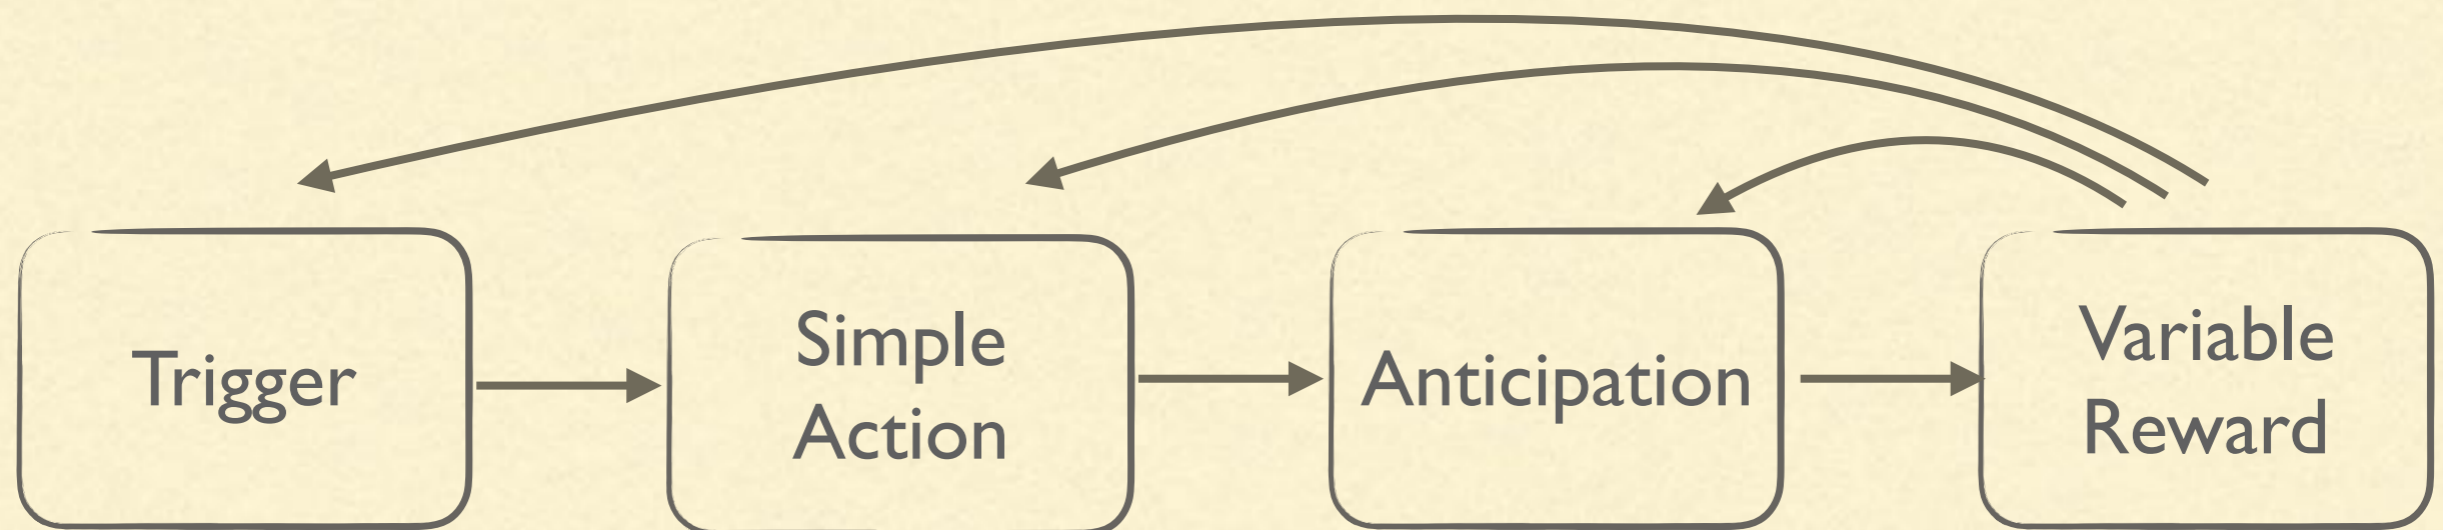 Trigger
Simple
Action
Anticipation
Variable
Reward